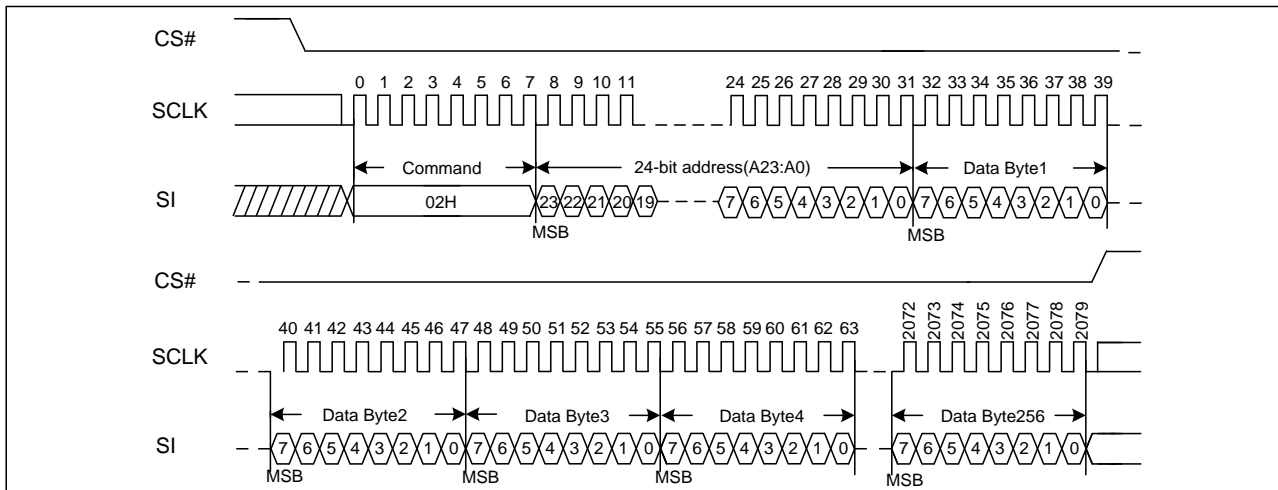 CS#
0 1 2 3 4 5 6 7 8 9 10 11 24 25 26 27 28 29 30 31 32 33 34 35 36 37 38 39
SCLK
Command 24-bit address(A23:A0) Data Byte1
SI 02H 23 22 21 20 19 7 6 5 4 3 2 1 0 7 6 5 4 3 2 1 0
MSB MSB
CS#
40 41 42 43 44 45 46 47 48 49 50 51 52 53 54 55 56 57 58 59 60 61 62 63 2072 2073 2074 2075 2076 2077 2078 2079
SCLK
Data Byte2 Data Byte3 Data Byte4 Data Byte256
SI 7 6 5 4 3 2 1 0 7 6 5 4 3 2 1 0 7 6 5 4 3 2 1 0 7 6 5 4 3 2 1 0
MSB MSB MSB MSB